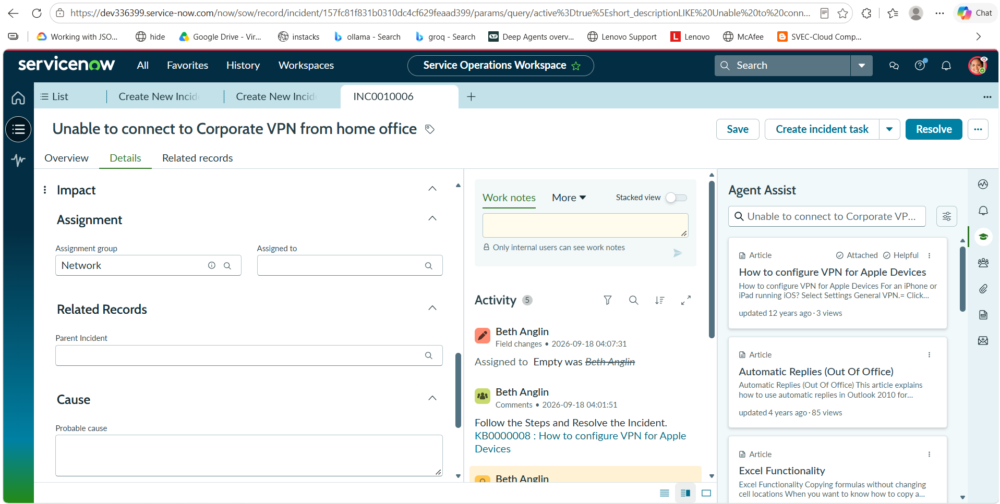 https://dev336399.service-now.com/now/sow/record/incident/157fc81f831b0310dc4cf629feaad399/params/query/active%3Dtrue%5Eshort_descriptionLIKE%20Unable%20to%20conn...
Chat
Working with JSO...
hide
Google Drive - Vir...
instacks
ollama - Search
groq - Search
Deep Agents overv...
Lenovo Support
L Lenovo
McAfee
SVEC-Cloud Comp...
servicenow
All
Favorites
History
Workspaces
Service Operations Workspace
Search
List
Create New Incid
Create New Incid
INC0010006
Unable to connect to Corporate VPN from home office
Save
Create incident task
Resolve
Overview
Details
Related records
Impact
Assignment
Assignment group
Network
Assigned to
Related Records
Parent Incident
Cause
Probable cause
Work notes
More
Stacked view
Only internal users can see work notes
Activity 5
Beth Anglin
Field changes • 2026-09-18 04:07:31
Assigned to Empty was Beth Anglin
Beth Anglin
Comments • 2026-09-18 04:01:51
Follow the Steps and Resolve the Incident.
KB0000008 : How to configure VPN for Apple
Devices
Beth Anglin
Agent Assist
Unable to connect to Corporate VP...
Article
Attached
Helpful
How to configure VPN for Apple Devices
How to configure VPN for Apple Devices For an iPhone or
iPad running iOS? Select Settings General VPN.= Click...
updated 12 years ago · 3 views
Article
Automatic Replies (Out Of Office)
Automatic Replies (Out Of Office) This article explains
how to use automatic replies in Outlook 2010 for...
updated 4 years ago · 85 views
Article
Excel Functionality
Excel Functionality Copying formulas without changing
cell locations When you want to know how to copy a...